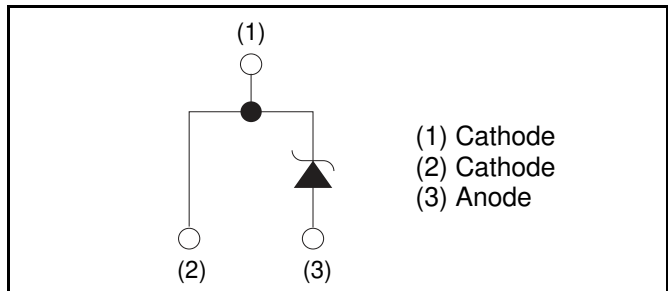 (1)
(1) Cathode
(2) Cathode
(3) Anode
(2) (3)